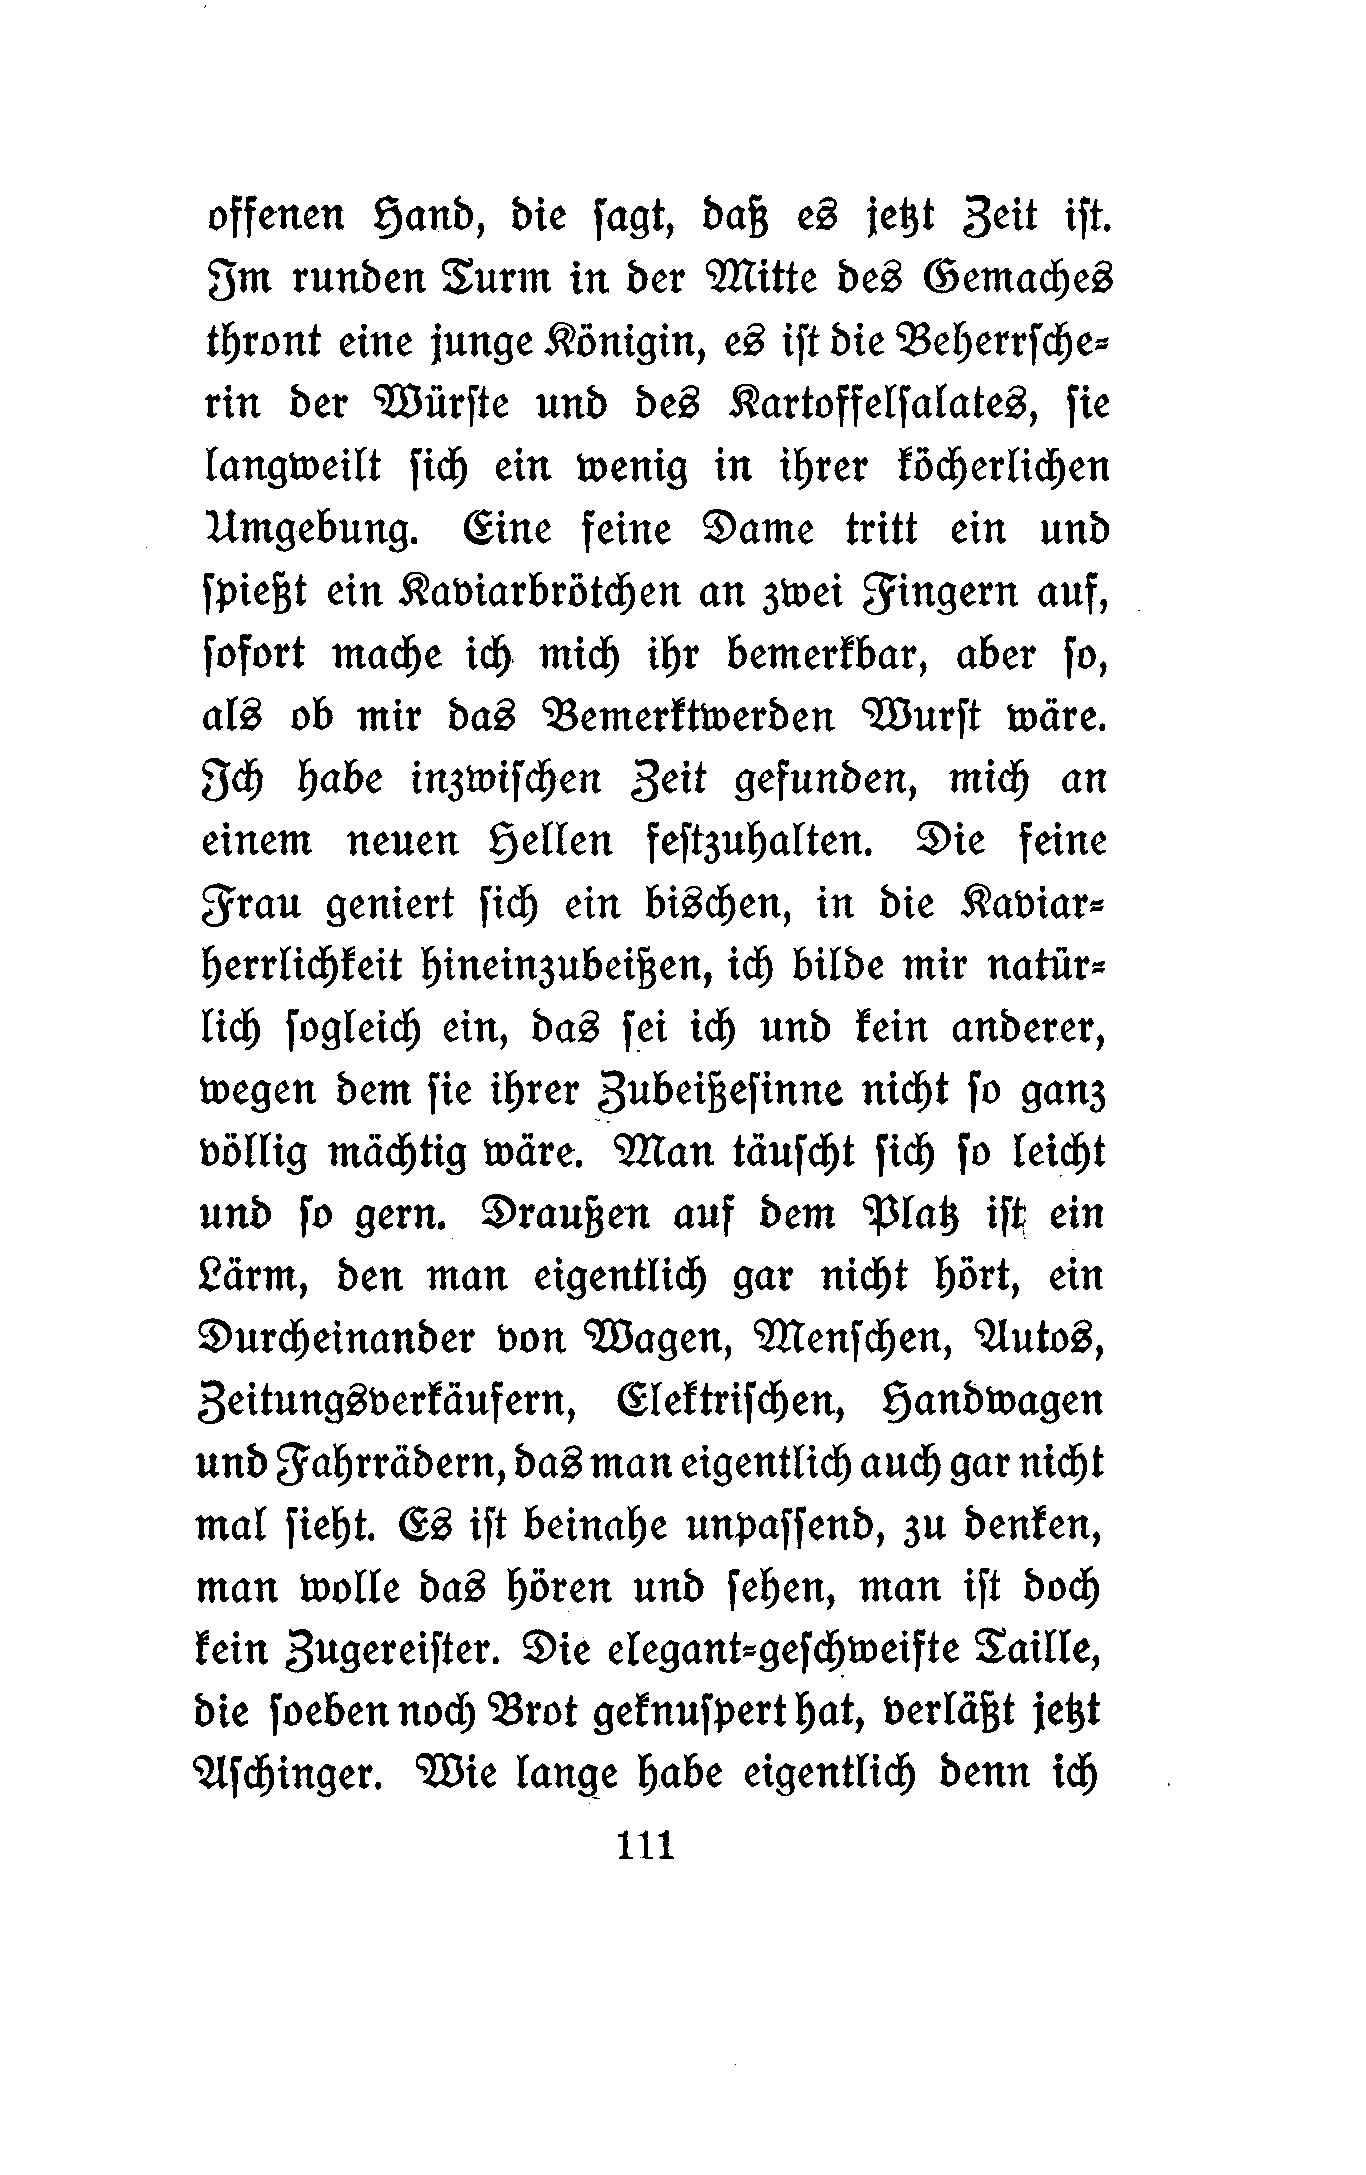 offenen Hand, die sagt, daß es jetzt Zeit ist.
Im runden Turm in der Mitte des Gemaches
thront eine junge Königin, es ist die Beherrsche-
rin der Würste und des Kartoffelsalates, sie
langweilt sich ein wenig in ihrer köcherlichen
Umgebung. Eine feine Dame tritt ein und
spießt ein Kaviarbrötchen an zwei Fingern auf,
sofort mache ich mich ihr bemerkbar, aber so,
als ob mir das Bemerktwerden Wurst wäre.
Ich habe inzwischen Zeit gefunden, mich an
einem neuen Hellen festzuhalten. Die feine
Frau geniert sich ein bischen, in die Kaviar-
herrlichkeit hineinzubeißen, ich bilde mir natür-
lich sogleich ein, das sei ich und kein anderer,
wegen dem sie ihrer Zubeißesinne nicht so ganz
völlig mächtig wäre. Man täuscht sich so leicht
und so gern. Draußen auf dem Platz ist ein
Lärm, den man eigentlich gar nicht hört, ein
Durcheinander von Wagen, Menschen, Autos,
Zeitungsverkäufern, Elektrischen, Handwagen
und Fahrrädern, das man eigentlich auch gar nicht
mal sieht. Es ist beinahe unpassend, zu denken,
man wolle das hören und sehen, man ist doch
kein Zugereister. Die elegant-geschweifte Taille,
die soeben noch Brot geknuspert hat, verläßt jetzt
Aschinger. Wie lange habe eigentlich denn ich
111